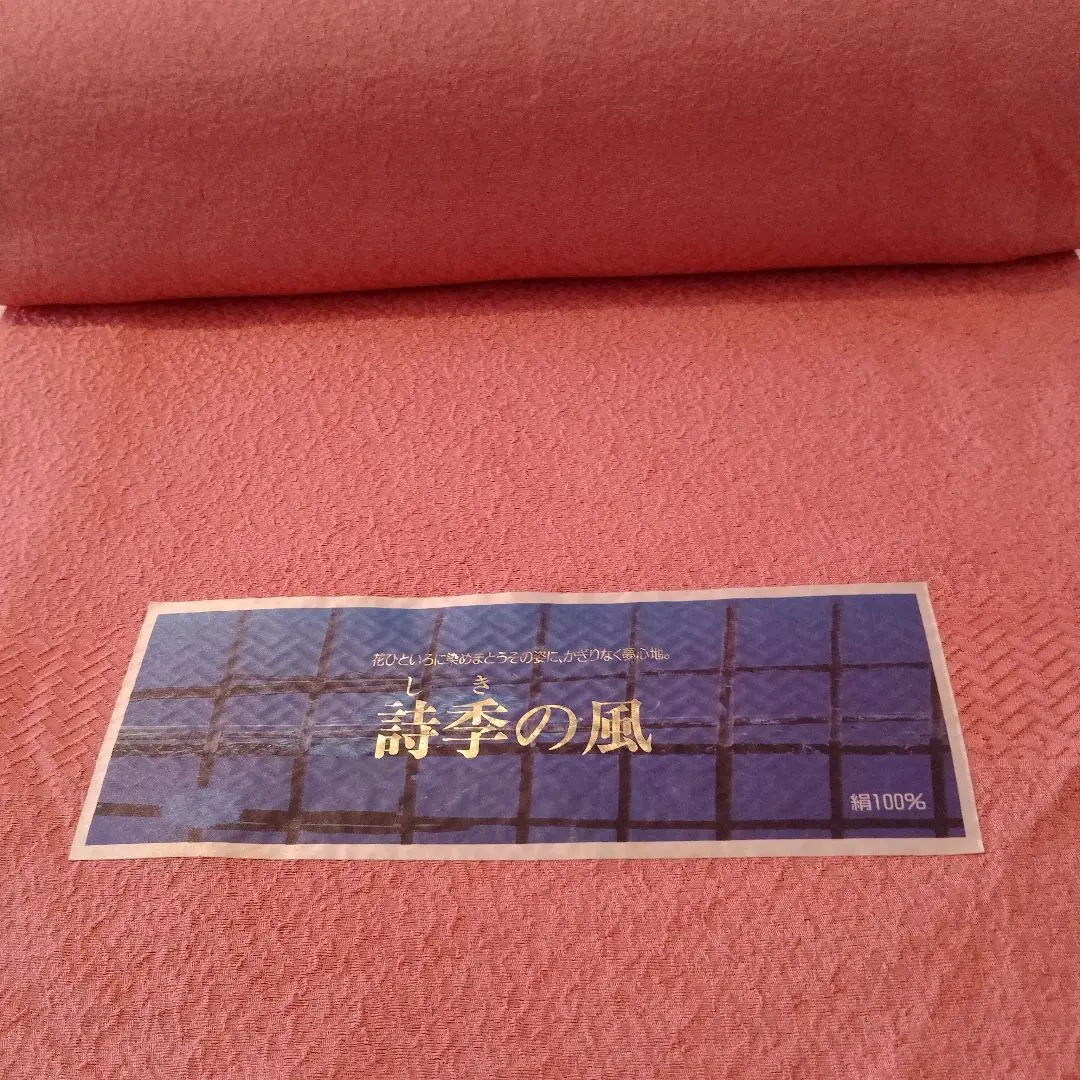 花ひといろに染めまとうその姿に、かぎりなく夢心地。
しき
詩季の風
絹100%